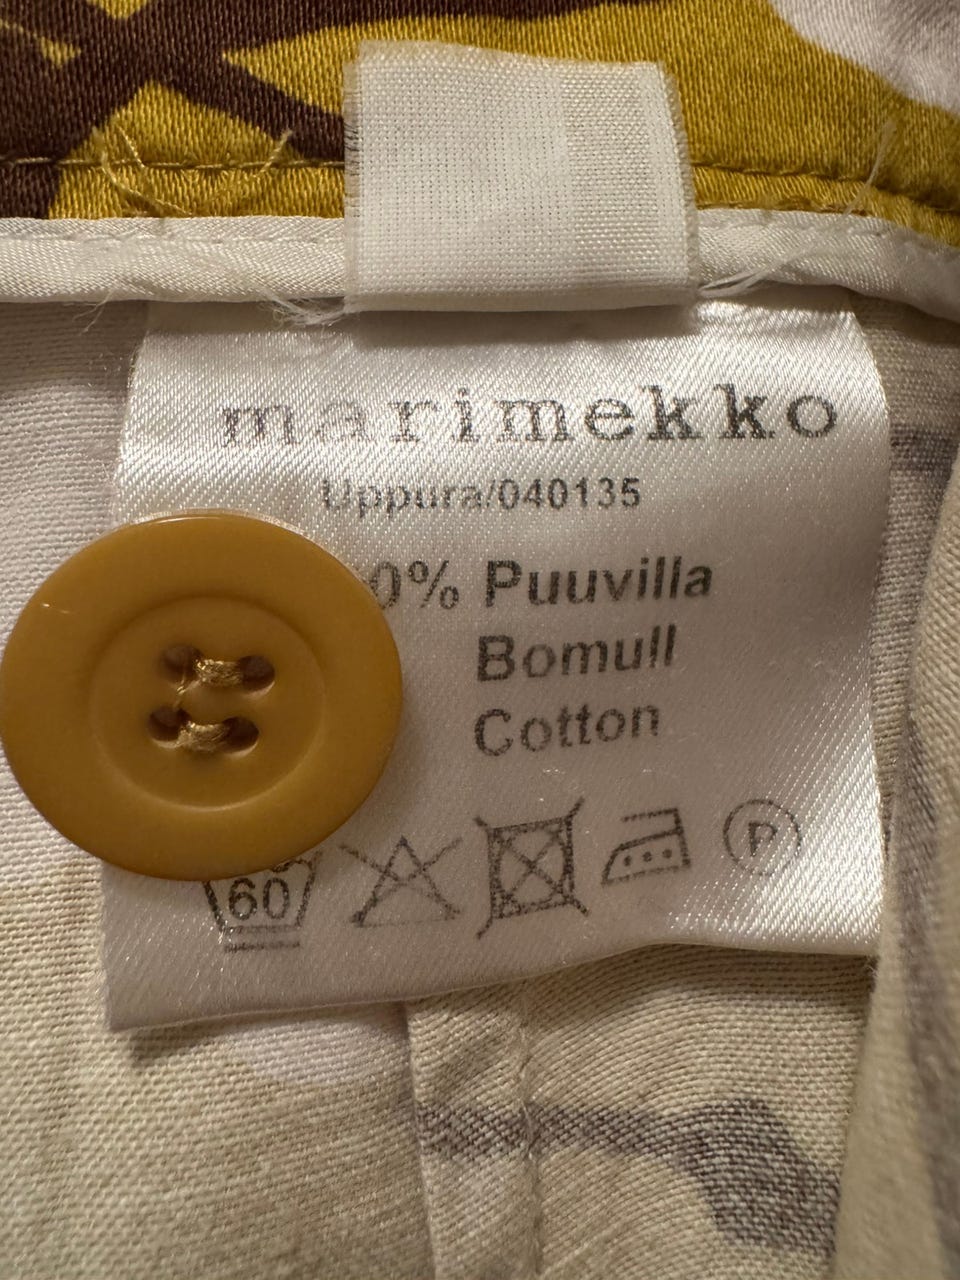 marimekko
Uppura/040135
0% Puuvilla
Bomull
Cotton
60
P